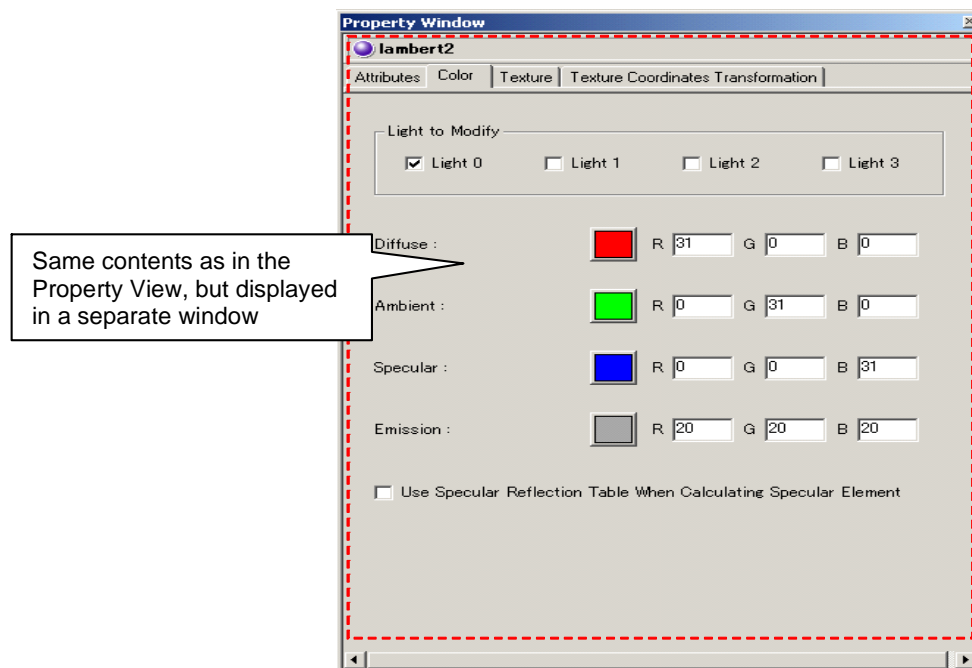 Property Window
lambert2
Attributes Color Texture Texture Coordinates Transformation
Light to Modify
Light 0 Light 1 Light 2 Light 3
Diffuse : R 31 G 0 B 0
Same contents as in the
Property View, but displayed
in a separate window
Ambient : R 0 G 31 B 0
Specular : R 0 G 0 B 31
Emission : R 20 G 20 B 20
Use Specular Reflection Table When Calculating Specular Element